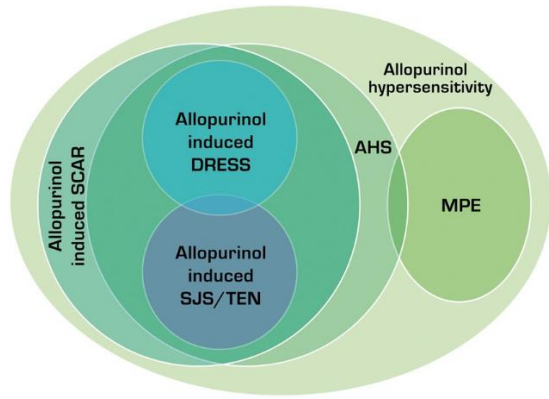 Allopurinol
hypersensitivity
Allopurinol
induced
DRESS
AHS
Allopurinol
induced SCAR
MPE
Allopurinol
induced
SJS/TEN